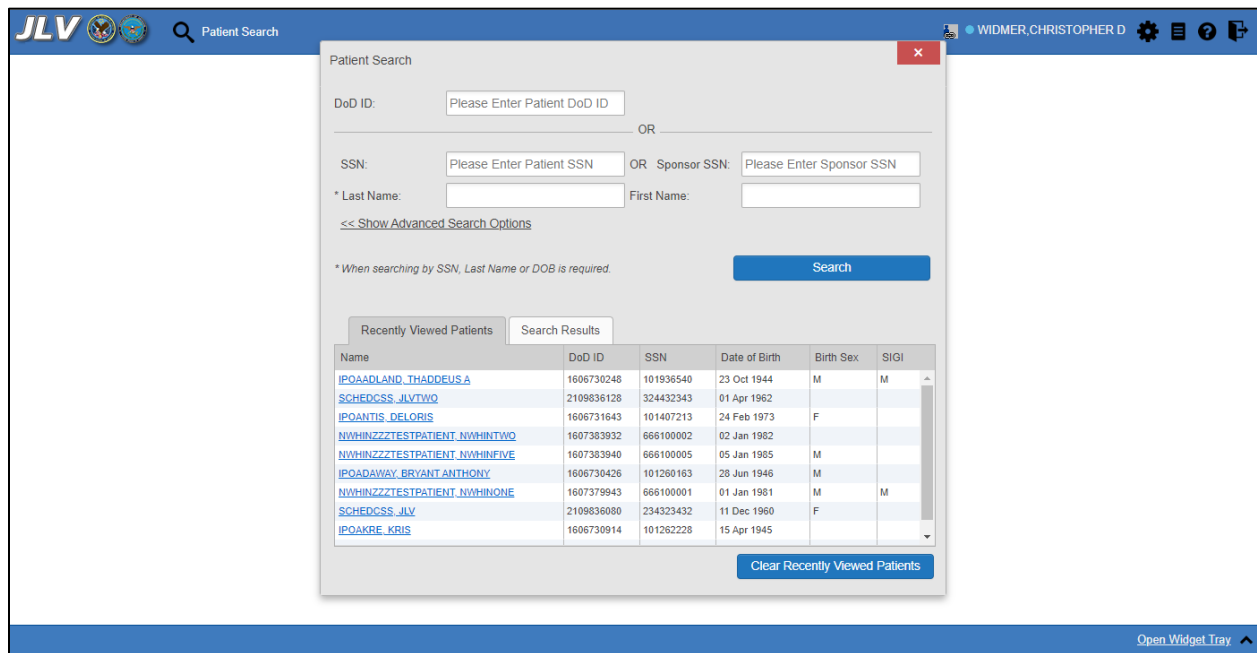 JLV Patient Search WIDMER,CHRISTOPHER D
Patient Search
DoD ID: Please Enter Patient DoD ID
OR
SSN: Please Enter Patient SSN OR Sponsor SSN: Please Enter Sponsor SSN
* Last Name: First Name:
<< Show Advanced Search Options
* When searching by SSN, Last Name or DOB is required. Search
Recently Viewed Patients Search Results
Name DoD ID SSN Date of Birth Birth Sex SIGI
IPOAADLAND, THADDEUS A 1606730248 101936540 23 Oct 1944 M M
SCHEDCSS, JLVTWO 2109836128 324432343 01 Apr 1962
IPOANTIS, DELORIS 1606731643 101407213 24 Feb 1973 F
NWHINZZZTESTPATIENT, NWHINTWO 1607383932 666100002 02 Jan 1982
NWHINZZZTESTPATIENT, NWHINFIVE 1607383940 666100005 05 Jan 1985 M
IPOADAWAY, BRYANT ANTHONY 1606730426 101260163 28 Jun 1946 M
NWHINZZZTESTPATIENT, NWHINONE 1607379943 666100001 01 Jan 1981 M M
SCHEDCSS, JLV 2109836080 234323432 11 Dec 1960 F
IPOAKRE, KRIS 1606730914 101262228 15 Apr 1945
Clear Recently Viewed Patients
Open Widget Tray